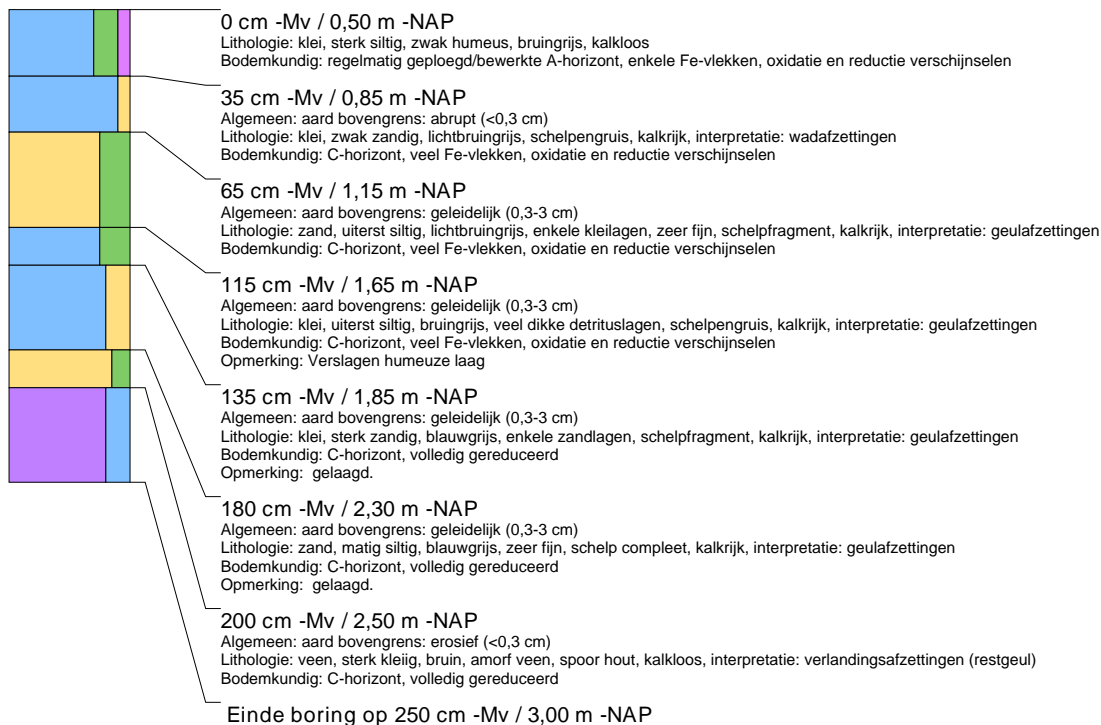 0 cm -Mv / 0,50 m -NAP
Lithologie: klei, sterk siltig, zwak humeus, bruingrijs, kalkloos
Bodemkundig: regelmatig geploegd/bewerkte A-horizont, enkele Fe-vlekken, oxidatie en reductie verschijnselen
35 cm -Mv / 0,85 m -NAP
Algemeen: aard bovengrens: abrupt (<0,3 cm)
Lithologie: klei, zwak zandig, lichtbruingrijs, schelpengruis, kalkrijk, interpretatie: wadafzettingen
Bodemkundig: C-horizont, veel Fe-vlekken, oxidatie en reductie verschijnselen
65 cm -Mv / 1,15 m -NAP
Algemeen: aard bovengrens: geleidelijk (0,3-3 cm)
Lithologie: zand, uiterst siltig, lichtbruingrijs, enkele kleilagen, zeer fijn, schelpfragment, kalkrijk, interpretatie: geulafzettingen
Bodemkundig: C-horizont, veel Fe-vlekken, oxidatie en reductie verschijnselen
115 cm -Mv / 1,65 m -NAP
Algemeen: aard bovengrens: geleidelijk (0,3-3 cm)
Lithologie: klei, uiterst siltig, bruingrijs, veel dikke detrituslagen, schelpengruis, kalkrijk, interpretatie: geulafzettingen
Bodemkundig: C-horizont, veel Fe-vlekken, oxidatie en reductie verschijnselen
Opmerking: Verslagen humeuze laag
135 cm -Mv / 1,85 m -NAP
Algemeen: aard bovengrens: geleidelijk (0,3-3 cm)
Lithologie: klei, sterk zandig, blauwgrijs, enkele zandlagen, schelpfragment, kalkrijk, interpretatie: geulafzettingen
Bodemkundig: C-horizont, volledig gereduceerd
Opmerking: gelaagd.
180 cm -Mv / 2,30 m -NAP
Algemeen: aard bovengrens: geleidelijk (0,3-3 cm)
Lithologie: zand, matig siltig, blauwgrijs, zeer fijn, schelp compleet, kalkrijk, interpretatie: geulafzettingen
Bodemkundig: C-horizont, volledig gereduceerd
Opmerking: gelaagd.
200 cm -Mv / 2,50 m -NAP
Algemeen: aard bovengrens: erosief (<0,3 cm)
Lithologie: veen, sterk kleiig, bruin, amorf veen, spoor hout, kalkloos, interpretatie: verlandingsafzettingen (restgeul)
Bodemkundig: C-horizont, volledig gereduceerd
Einde boring op 250 cm -Mv / 3,00 m -NAP